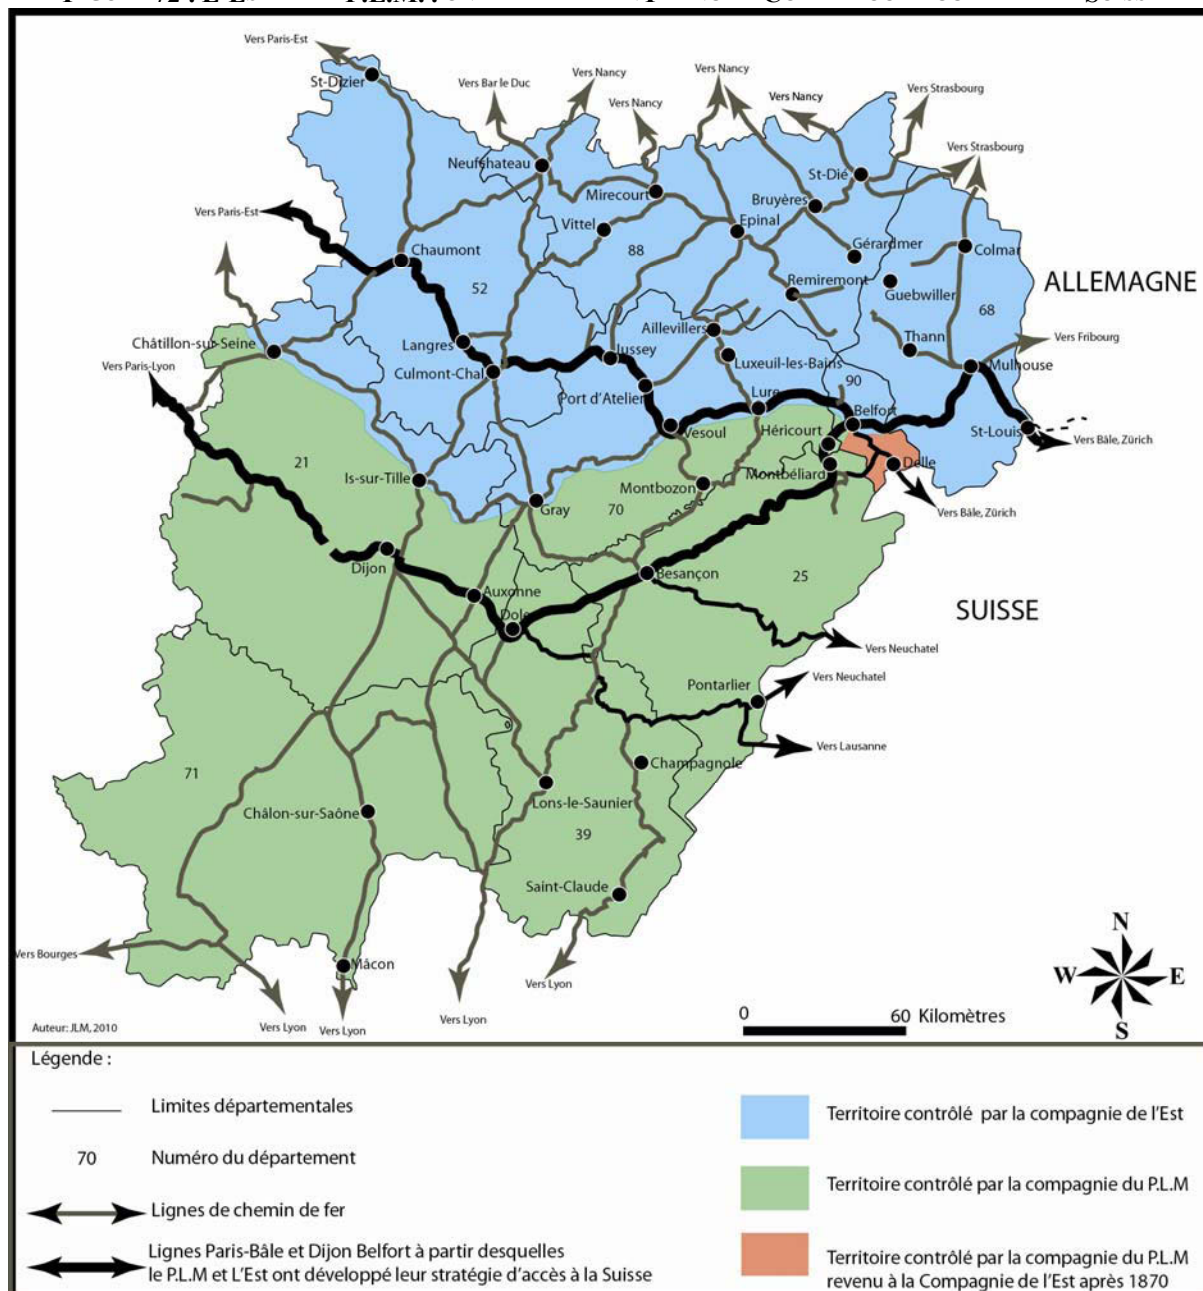 Vers Paris-Est
St-Dizier
Vers Bar le Duc
Vers Nancy
Vers Nancy
Vers Nancy
Vers Nancy
Vers Strasbourg
Vers Strasbourg
Neufchateau
Mirecourt
St-Dié
Bruyères
Vers Paris-Est
Vittel
Epinal
88
Chaumont
Gérardmer
Colmar
52
Remiremont
Guebwiller
ALLEMAGNE
68
Aillevillers
Châtillon-sur-Seine
Langres
Jussey
Thann
Vers Fribourg
Vers Paris-Lyon
Culmont-Chal
Luxeuil-les-Bains
Mulhouse
Port d'Atelier
Lure
90
Belfort
Vesoul
Héricourt
St-Louis
Vers Bâle, Zürich
21
Is-sur-Tille
Montbozon
Montbéliard
Delle
Gray
70
Vers Bâle, Zürich
Dijon
Besançon
25
Auxonne
Dole
SUISSE
Vers Neuchatel
Pontarlier
Vers Neuchatel
Vers Lausanne
71
Champagnole
Châlon-sur-Saône
Lons-le-Saunier
39
Saint-Claude
N
Vers Bourges
Mâcon
W E
Vers Lyon
0 60 Kilomètres
S
Auteur: JLM, 2010
Vers Lyon
Vers Lyon
Vers Lyon
Légende :
Limites départementales
70 Numéro du département
Lignes de chemin de fer
Lignes Paris-Bâle et Dijon Belfort à partir desquelles
le P.L.M et L'Est ont développé leur stratégie d'accès à la Suisse
Territoire contrôlé par la compagnie de l'Est
Territoire contrôlé par la compagnie du P.L.M
Territoire contrôlé par la compagnie du P.L.M
revenu à la Compagnie de l'Est après 1870